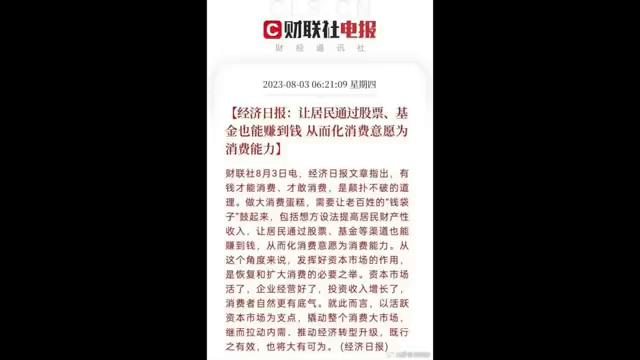 财联社电报
财经通讯社
2023-08-03 06:21:09 星期四
【经济日报：让居民通过股票、基
金也能赚到钱 从而化消费意愿为
消费能力】
财联社8月3日电，经济日报文章指出，有
钱才能消费、才敢消费，是颠扑不破的道
理。做大消费蛋糕，需要让老百姓的“钱袋
子”鼓起来，包括想方设法提高居民财产性
收入，让居民通过股票、基金等渠道也能
赚到钱，从而化消费意愿为消费能力。从
这个角度来说，发挥好资本市场的作用，
是恢复和扩大消费的必要之举。资本市场
活了，企业经营好了，投资收入增长了，
消费者自然更有底气。就此而言，以活跃
资本市场为支点，撬动整个消费大市场，
继而拉动内需、推动经济转型升级，既行
之有效，也将大有可为。(经济日报)